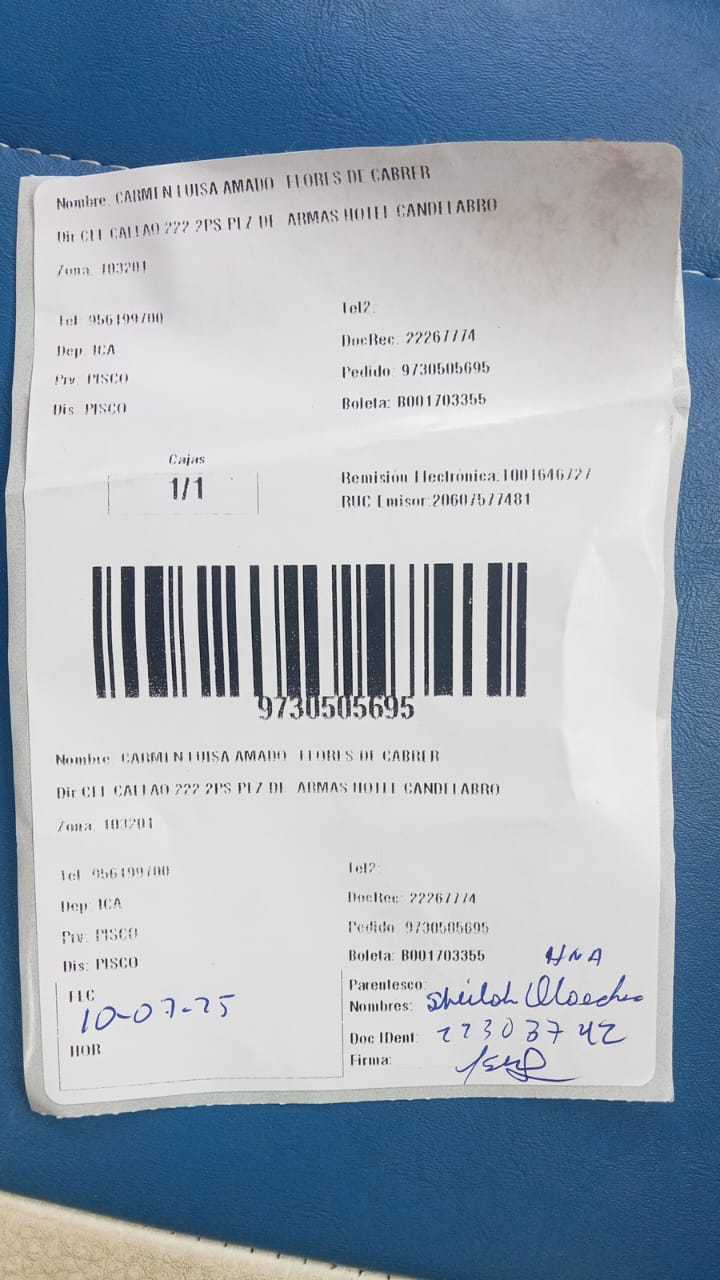 Nombre: CARMEN LUISA AMADO FLORES DE CABRER
Dir CLL CALLAO 222 2PS PLZ DE ARMAS HOTEL CANDELABRO
Zona: 103201
Tel: 956199700
Tel2:
Dep: ICA
DocRec: 22267774
Prv: PISCO
Pedido: 9730505695
Dis: PISCO
Boleta: B001703355
Cajas
1/1
Remisión Electrónica:T001646727
RUC Emisor:20607577481
9730505695
Nombre: CARMEN LUISA AMADO FLORES DE CABRER
Dir CLL CALLAO 222 2PS PLZ DE ARMAS HOTEL CANDELABRO
Zona: 103201
Tel: 956199700
Tel2:
Dep: ICA
DocRec: 22267774
Prv: PISCO
Pedido: 9730505695
Dis: PISCO
Boleta: B001703355
HNA
Parentesco:
FEC
10-07-25
Nombres: Sheilah
HOR
Doc IDent: 22303742
Firma: